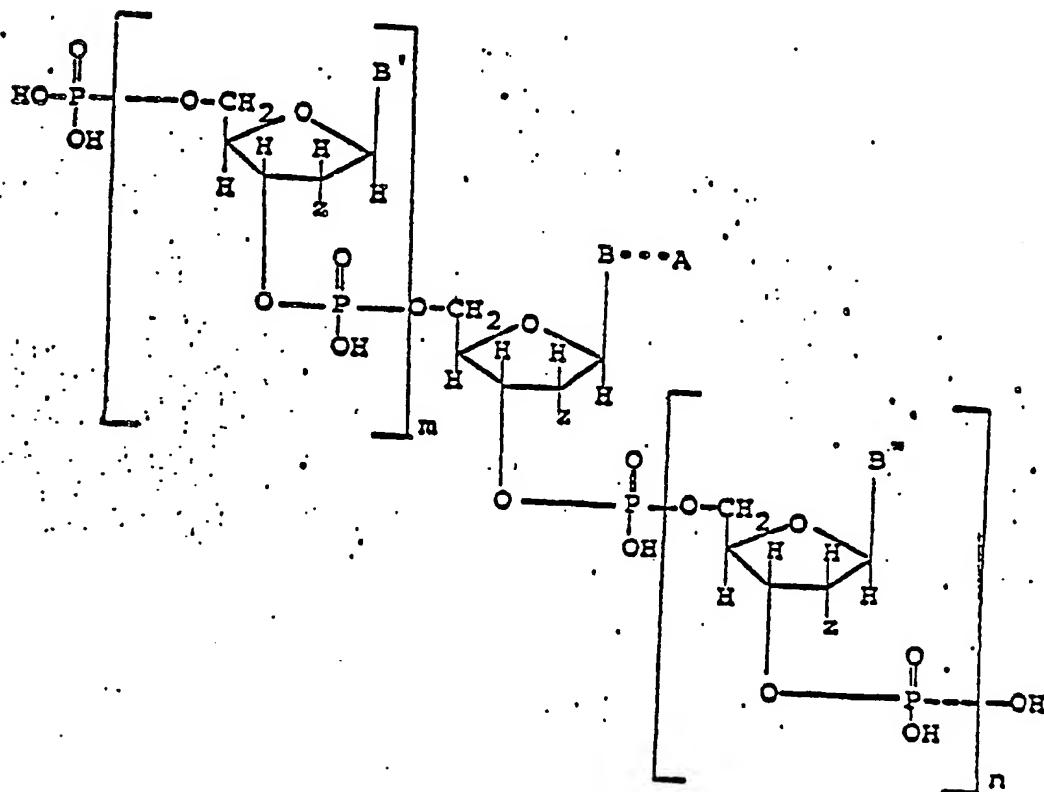 O
B'
HO-P-O-CH2 O
OH H H
H H
z
O B···A
O-P-O-CH2 O
OH H H
H H
z m
O B"
O-P-O-CH2 O
OH H H
H H
z
O
O-P-OH
OH
n